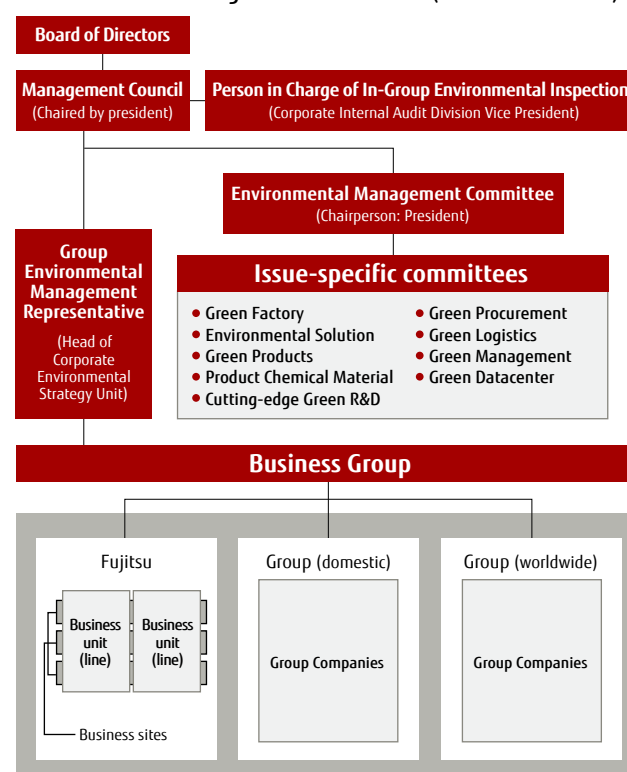 Board of Directors
Management Council
(Chaired by president)
Person in Charge of In-Group Environmental Inspection
(Corporate Internal Audit Division Vice President)
Environmental Management Committee
(Chairperson: President)
Group
Environmental
Management
Representative
(Head of
Corporate
Environmental
Strategy Unit)
Issue-specific committees
• Green Factory
• Environmental Solution
• Green Products
• Product Chemical Material
• Cutting-edge Green R&D
• Green Procurement
• Green Logistics
• Green Management
• Green Datacenter
Business Group
Fujitsu
Business
unit
(line)
Business
unit
(line)
Business sites
Group (domestic)
Group Companies
Group (worldwide)
Group Companies